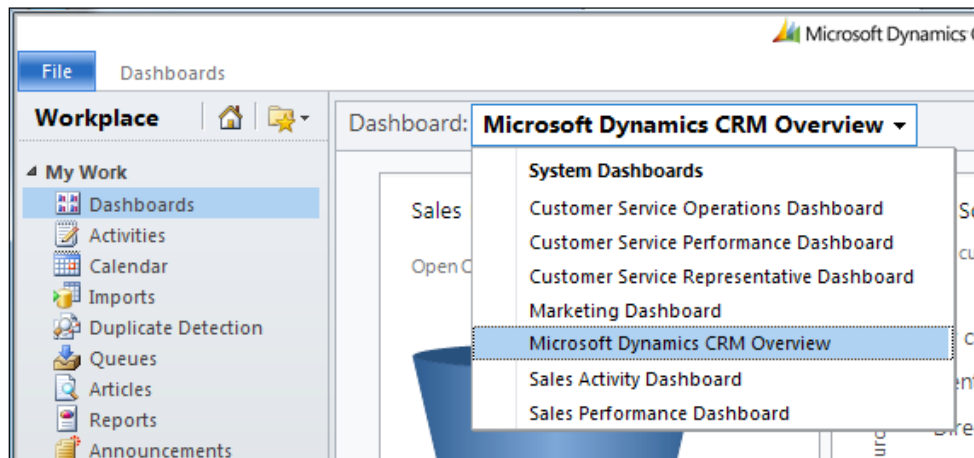 Microsoft Dynamics
File
Dashboards
Workplace
Dashboard: Microsoft Dynamics CRM Overview
My Work
Dashboards
Activities
Calendar
Imports
Duplicate Detection
Queues
Articles
Reports
Announcements
System Dashboards
Customer Service Operations Dashboard
Customer Service Performance Dashboard
Customer Service Representative Dashboard
Marketing Dashboard
Microsoft Dynamics CRM Overview
Sales Activity Dashboard
Sales Performance Dashboard
Sales
Open